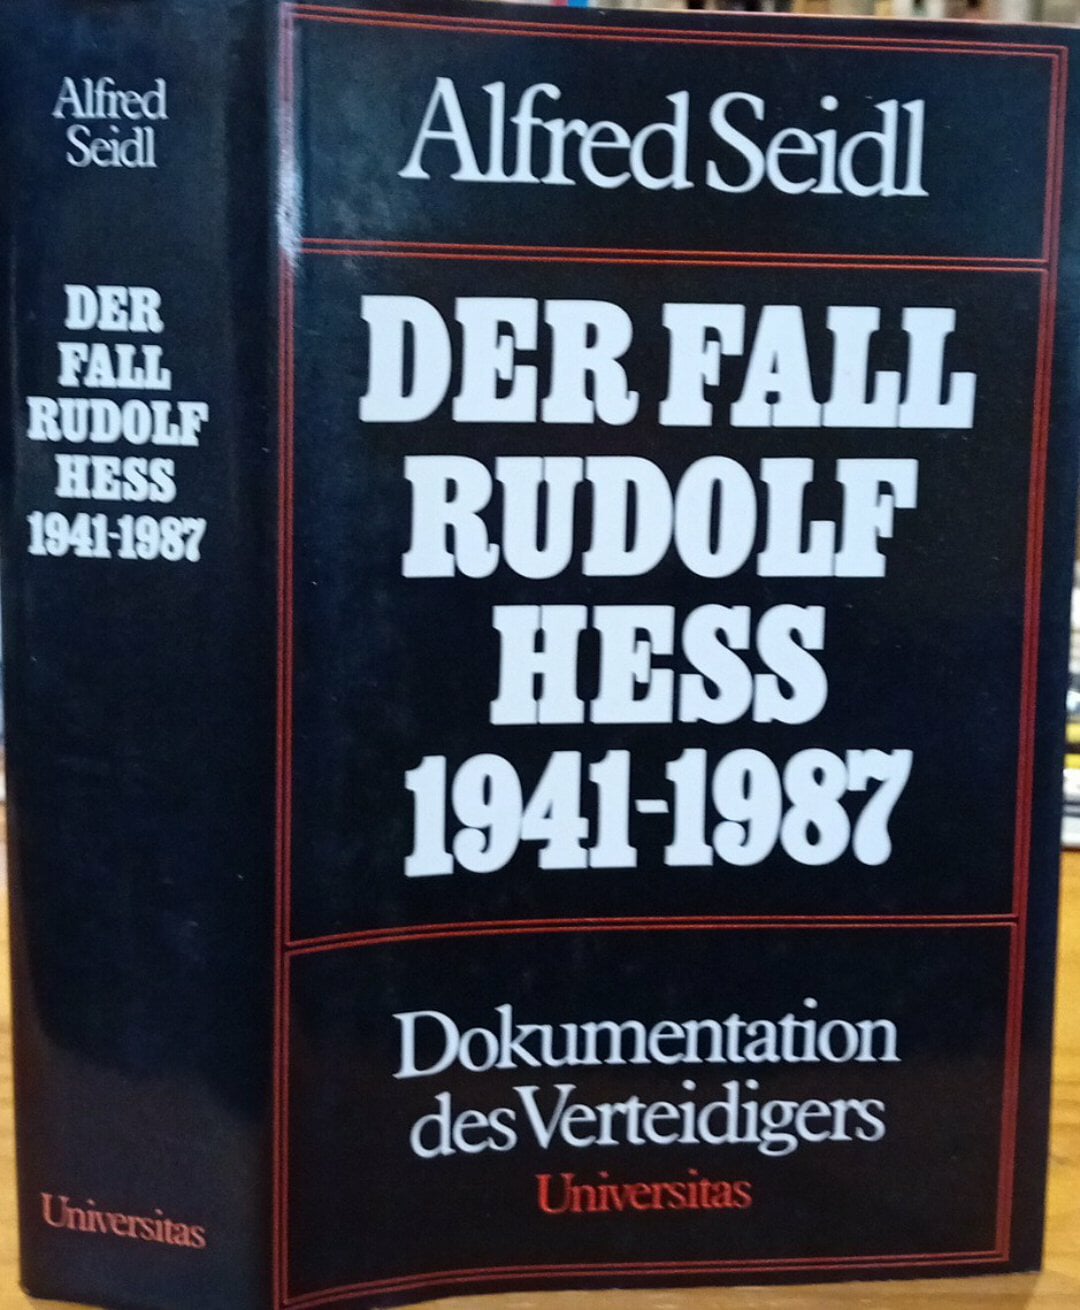 Alfred
Seidl
DER
FALL
RUDOLF
HESS
1941-1987
Universitas
Alfred Seidl
DER FALL
RUDOLF
HESS
1941-1987
Dokumentation
des Verteidigers
Universitas